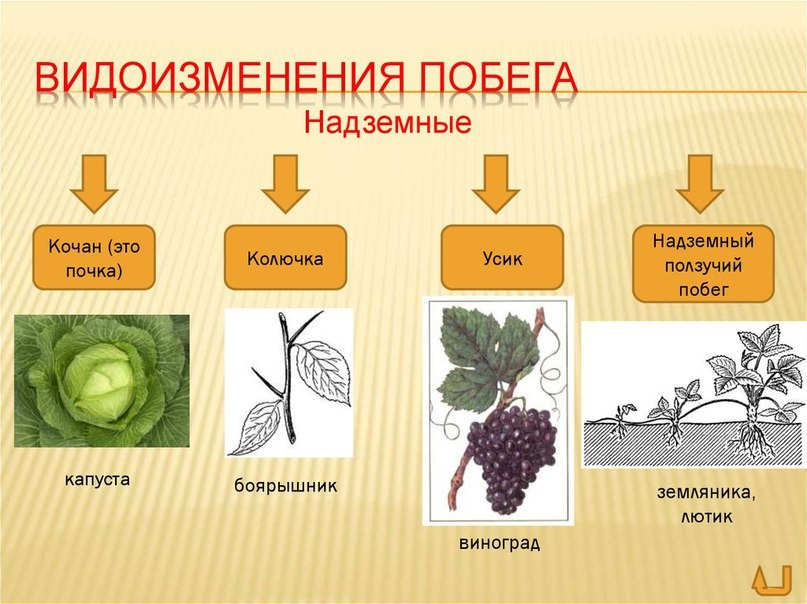 ВИДОИЗМЕНЕНИЯ ПОБЕГА
Надземные
Кочан (это
почка)
Колючка
Усик
Надземный
ползучий
побег
капуста
боярышник
виноград
земляника,
лютик